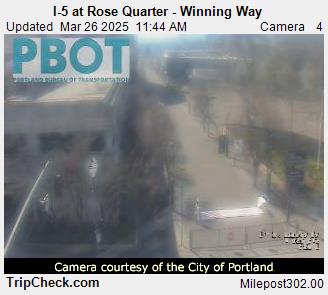 I-5 at Rose Quarter - Winning Way
Updated Mar 26 2025 11:44 AM Camera 4
PBOT
PORTLAND BUREAU OF TRANSPORTATION
Camera courtesy of the City of Portland
TripCheck.com Milepost302.00